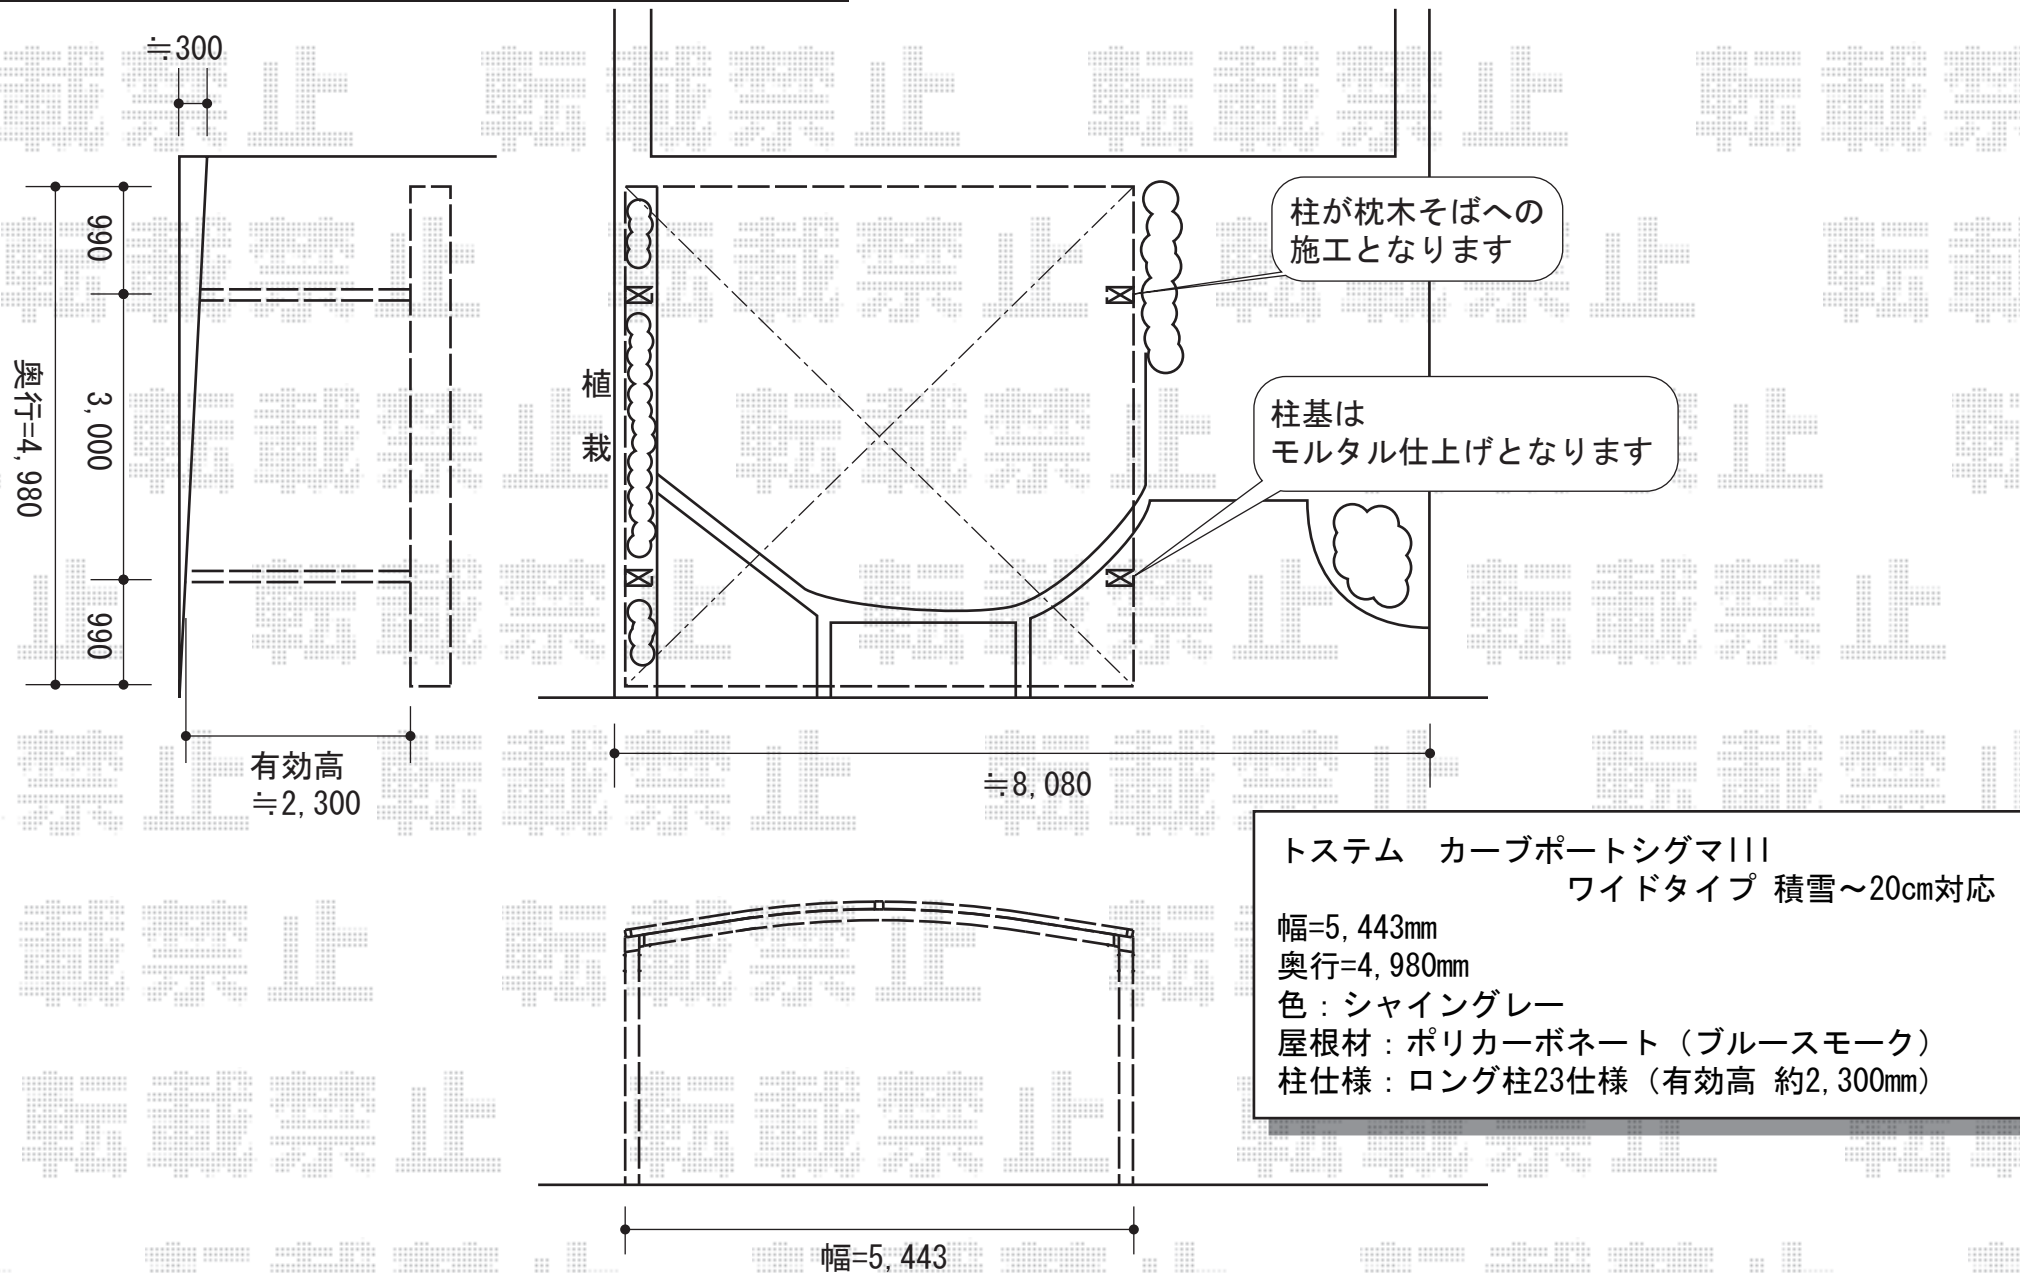 ≒300
990
3,000
990
奥行=4,980
有効高
≒2,300
植
栽
柱が枕木そばへの
施工となります
柱基は
モルタル仕上げとなります
≒8,080
トステム カーブポートシグマIII
ワイドタイプ 積雪～20cm対応
幅=5,443mm
奥行=4,980mm
色：シャイングレー
屋根材：ポリカーボネート（ブルースモーク）
柱仕様：ロング柱23仕様（有効高 約2,300mm）
幅=5,443
転載禁止